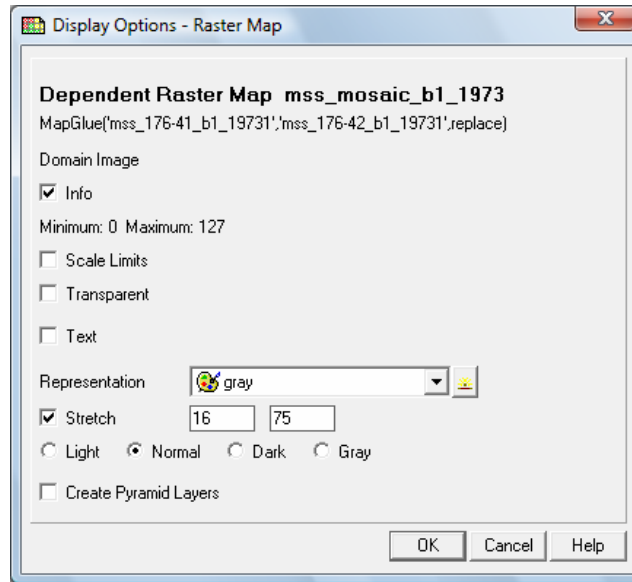 Display Options - Raster Map
Dependent Raster Map mss_mosaic_b1_1973
MapGlue('mss_176-41_b1_19731','mss_176-42_b1_19731',replace)
Domain Image
Info
Minimum: 0 Maximum: 127
Scale Limits
Transparent
Text
Representation gray
Stretch 16 75
Light Normal Dark Gray
Create Pyramid Layers
OK Cancel Help